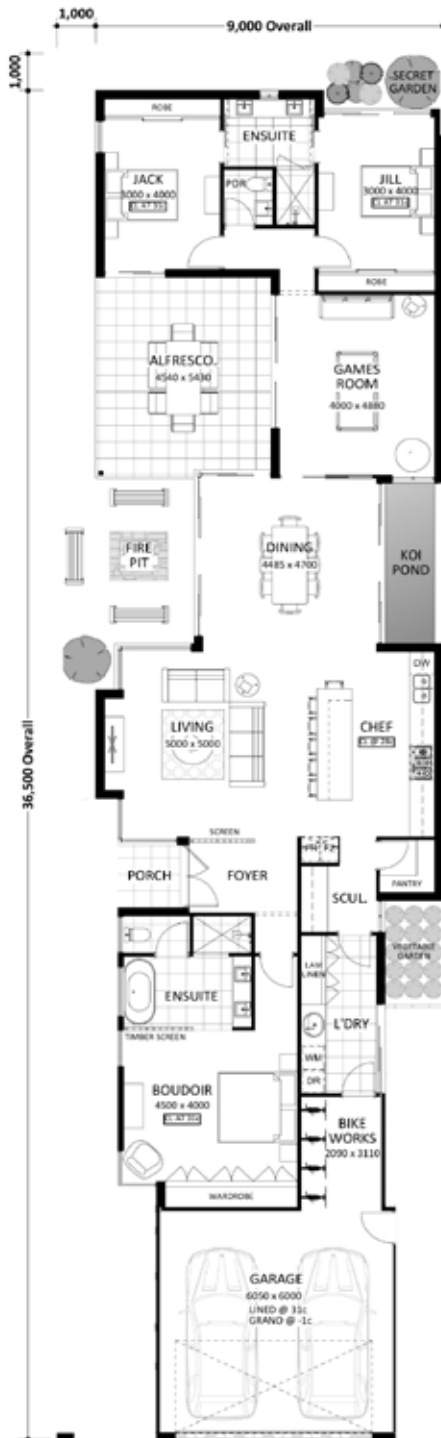 1,000
9,000 Overall
1,000
SECRET
GARDEN
ROBE
ENSUITE
JACK
3000 x 4000
PDR
JILL
3000 x 4000
ROBE
ALFRESCO.
4540 x 5430
GAMES
ROOM
4000 x 4880
FIRE
PIT
DINING
4485 x 4700
KOI
POND
36,500 Overall
DW
LIVING
5000 x 5000
CHEF
SCREEN
PORCH
FOYER
PANTRY
SCUL.
VEGETABLE
GARDEN
ENSUITE
LINEN
L'DRY
TIMBER SCREEN
WM
DR
BOUDOIR
4500 x 4000
BIKE
WORKS
2090 x 3110
WARDROBE
GARAGE
6050 x 6000
LINED @ 31c
GRAND @ -1c